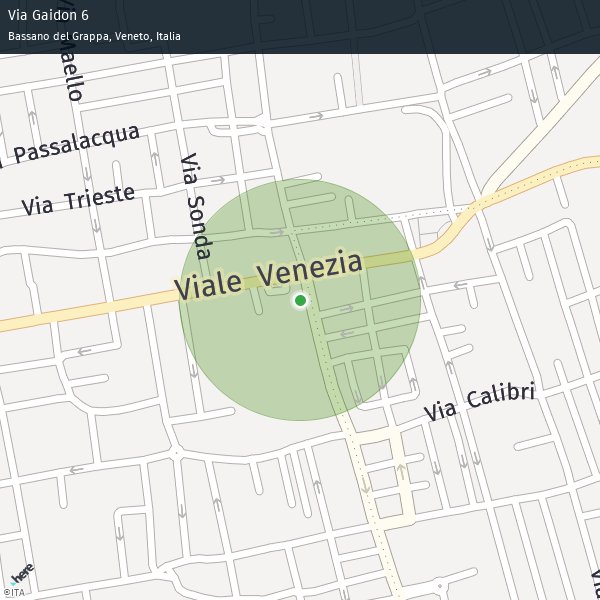 Via Gaidon 6
Bassano del Grappa, Veneto, Italia
Passalacqua
Via Trieste
Via Sonda
Viale Venezia
Via Calibri
here
©ITA